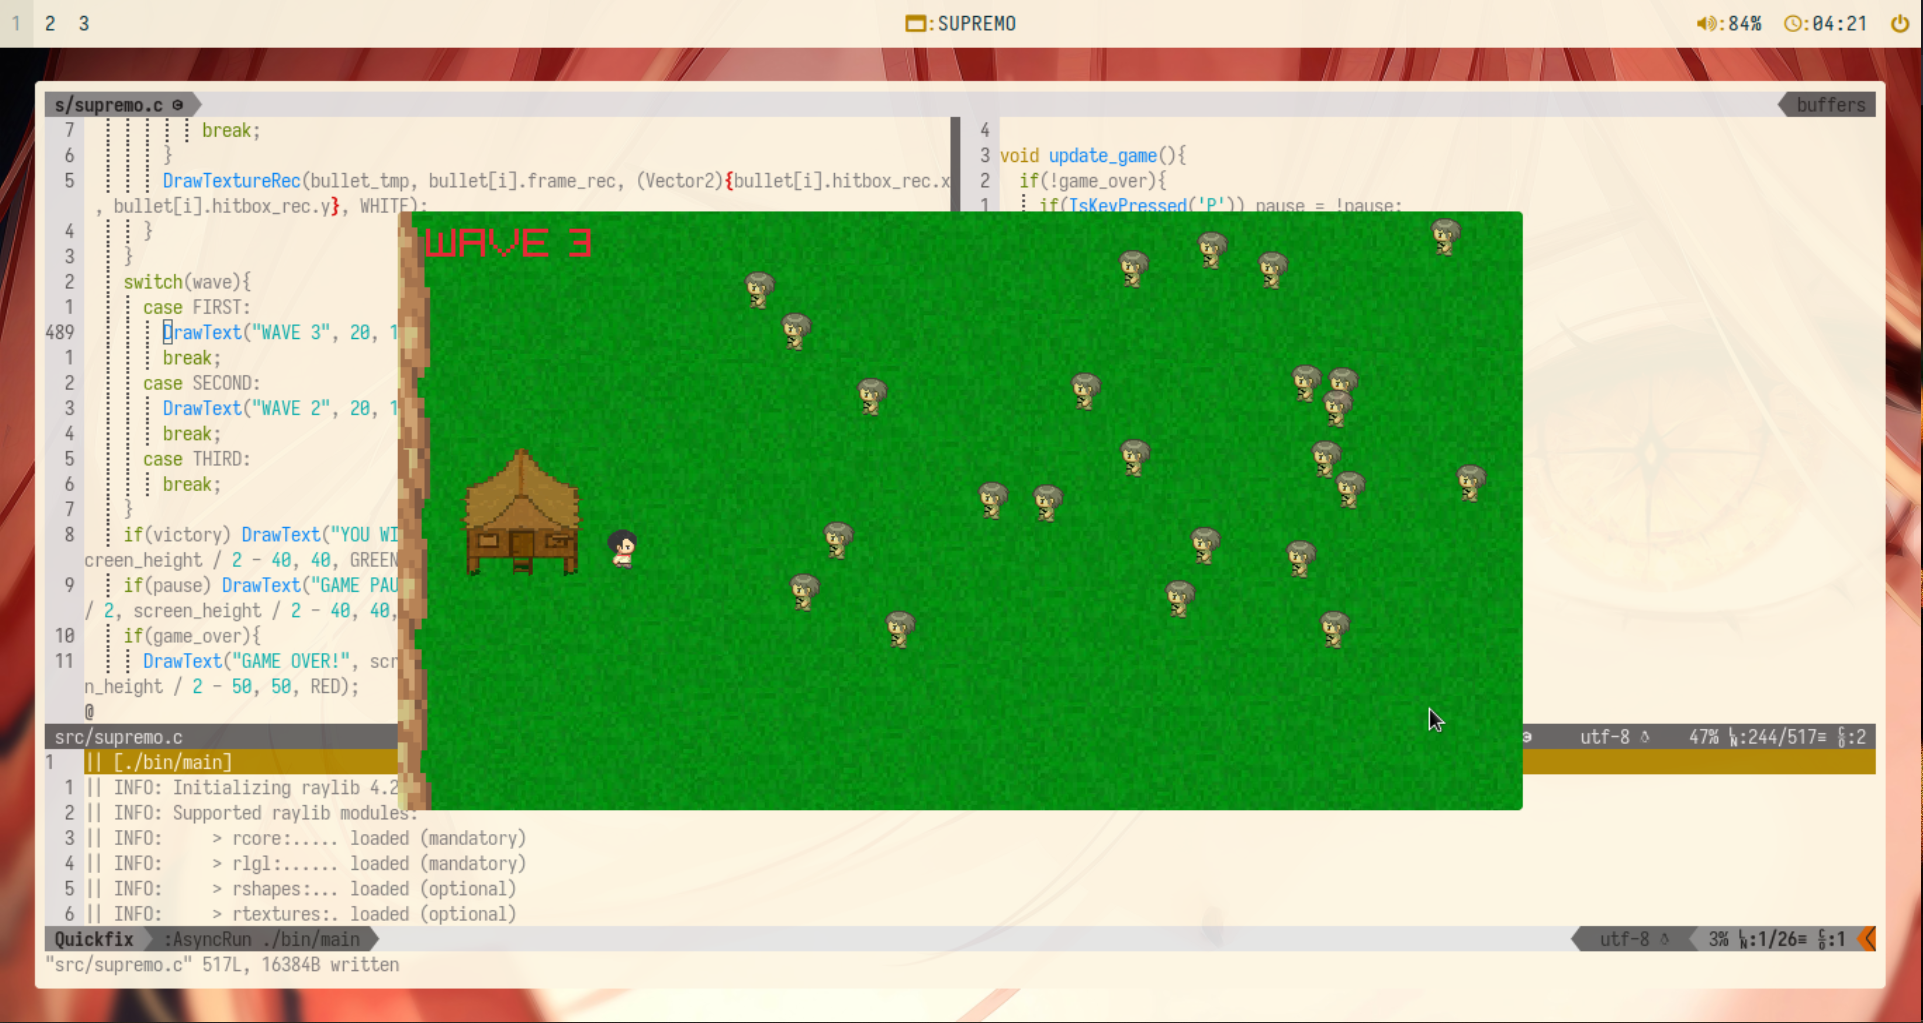 1 2 3
:SUPREMO
:84% :04:21
s/supremo.c
buffers
7 break;
6 }
5 DrawTextureRec(bullet_tmp, bullet[i].frame_rec, (Vector2){bullet[i].hitbox_rec.x
, bullet[i].hitbox_rec.y}, WHITE);
4 }
3 }
2 switch(wave){
1 case FIRST:
489 DrawText("WAVE 3", 20, 1
1 break;
2 case SECOND:
3 DrawText("WAVE 2", 20, 1
4 break;
5 case THIRD:
6 break;
7 }
8 if(victory) DrawText("YOU WI
creen_height / 2 - 40, 40, GREEN
9 if(pause) DrawText("GAME PAU
/ 2, screen_height / 2 - 40, 40,
10 if(game_over){
11 DrawText("GAME OVER!", scr
n_height / 2 - 50, 50, RED);
@
4
3 void update_game(){
2 if(!game_over){
1 if(IsKeyPressed('P')) pause = !pause;
WAVE 3
src/supremo.c
utf-8 47% LN:244/517≡ CO:2
1 || [./bin/main]
1 || INFO: Initializing raylib 4.2
2 || INFO: Supported raylib modules:
3 || INFO: > rcore:..... loaded (mandatory)
4 || INFO: > rlgl:...... loaded (mandatory)
5 || INFO: > rshapes:... loaded (optional)
6 || INFO: > rtextures:. loaded (optional)
Quickfix :AsyncRun ./bin/main
utf-8 3% LN:1/26≡ CO:1
"src/supremo.c" 517L, 16384B written